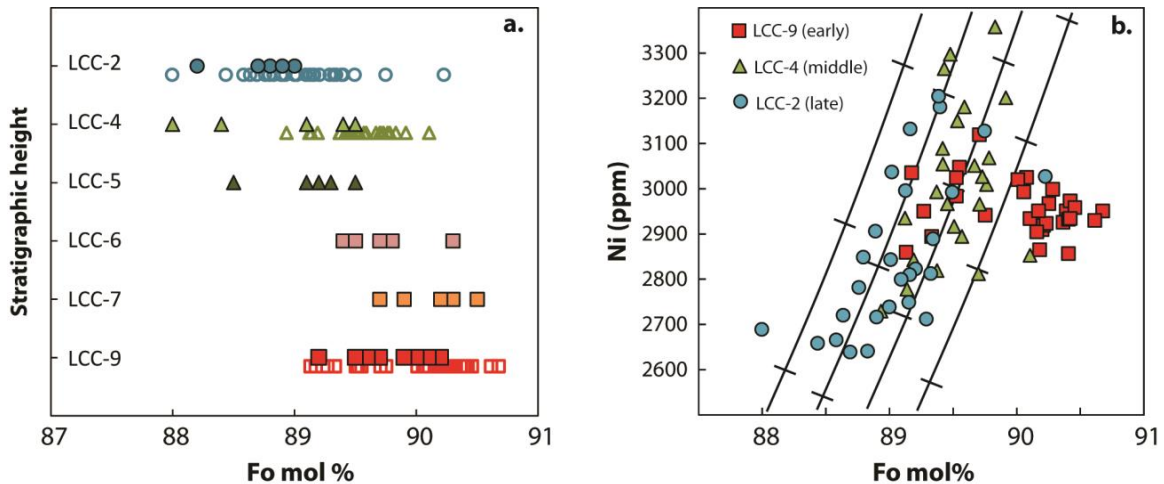 a.
Stratigraphic height
LCC-2
LCC-4
LCC-5
LCC-6
LCC-7
LCC-9
87 88 89 90 91
Fo mol %
b.
LCC-9 (early)
LCC-4 (middle)
LCC-2 (late)
Ni (ppm)
3300
3200
3100
3000
2900
2800
2700
2600
88 89 90 91
Fo mol%